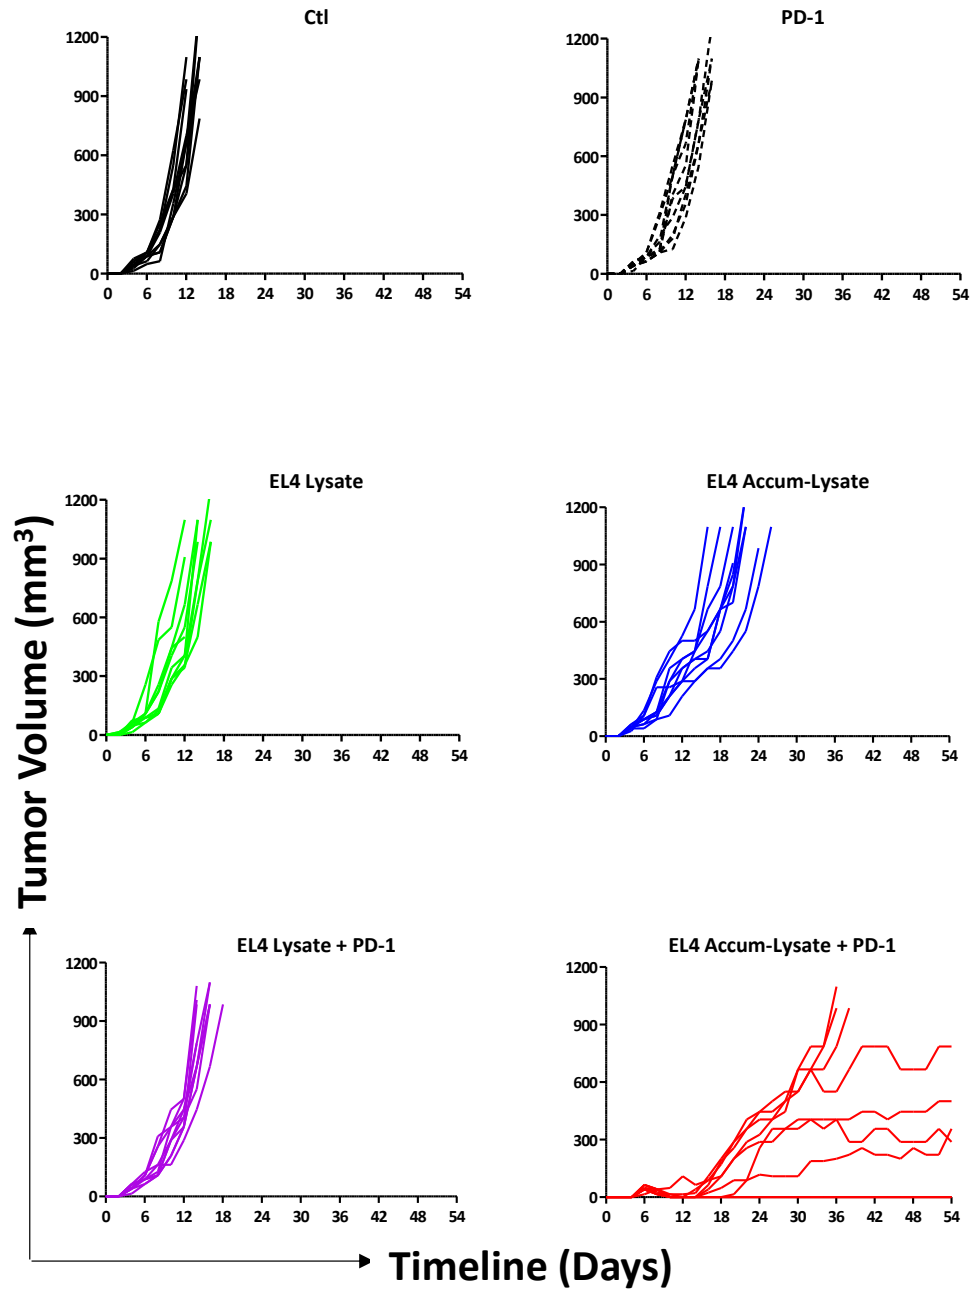 Ctl
1200
900
600
300
0
0 6 12 18 24 30 36 42 48 54
PD-1
1200
900
600
300
0
0 6 12 18 24 30 36 42 48 54
EL4 Lysate
1200
900
600
300
0
0 6 12 18 24 30 36 42 48 54
EL4 Accum-Lysate
1200
900
600
300
0
0 6 12 18 24 30 36 42 48 54
EL4 Lysate + PD-1
1200
900
600
300
0
0 6 12 18 24 30 36 42 48 54
EL4 Accum-Lysate + PD-1
1200
900
600
300
0
0 6 12 18 24 30 36 42 48 54
Tumor Volume (mm³)
Timeline (Days)